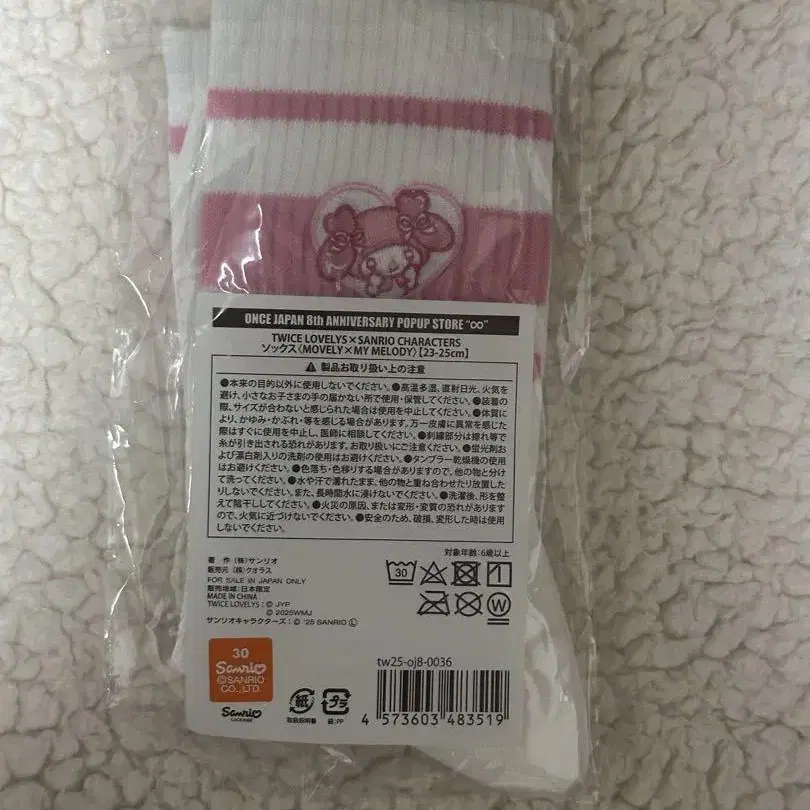 ONCE JAPAN 8th ANNIVERSARY POPUP STORE "∞"
TWICE LOVELYS×SANRIO CHARACTERS
ソックス〈MOVELY×MY MELODY〉【23-25cm】
製品お取り扱い上の注意
●本来の目的以外に使用しないでください。●高温多湿、直射日光、火気を
避け、小さなお子さまの手の届かない所で使用・保管してください。●装着の
際、サイズが合わないと感じられた場合は使用を中止してください。●体質に
より、かゆみ・かぶれ・等を感じる場合があります。万一皮膚に異常を感じた
際はすぐに使用を中止し、医師に相談してください。●刺繍部分は擦れ等で
糸が引き出される恐れがあります。お取り扱いにご注意ください。●蛍光剤お
よび漂白剤入りの洗剤の使用はお避けください。●タンブラー乾燥機の使用
はお避けください。●色落ち・色移りする場合がありますので、他の物と分け
て洗ってください。●水や汗で濡れたまま、他の物と重ね合わせたり放置した
りしないでください。また、長時間水に浸けないでください。●洗濯後、形を整
えて陰干ししてください。●火災の原因、または変形・変質の恐れがあります
ので、火気に近づけないでください。●安全のため、破損、変形した時は使用
しないでください。
対象年齢:6歳以上
著 作 (株)サンリオ
販売元 (株)クオラス
FOR SALE IN JAPAN ONLY
販売地域:日本限定
MADE IN CHINA
TWICE LOVELYS:© JYP
© 2025WMJ
サンリオキャラクターズ:© '25 SANRIO Ⓛ
30
1
W
30
Sanrio
©SANRIO
CO., LTD.
Sanrio
LICENSE
紙
取扱説明書
プラ
袋:PP
tw25-oj8-0036
4 573603 483519